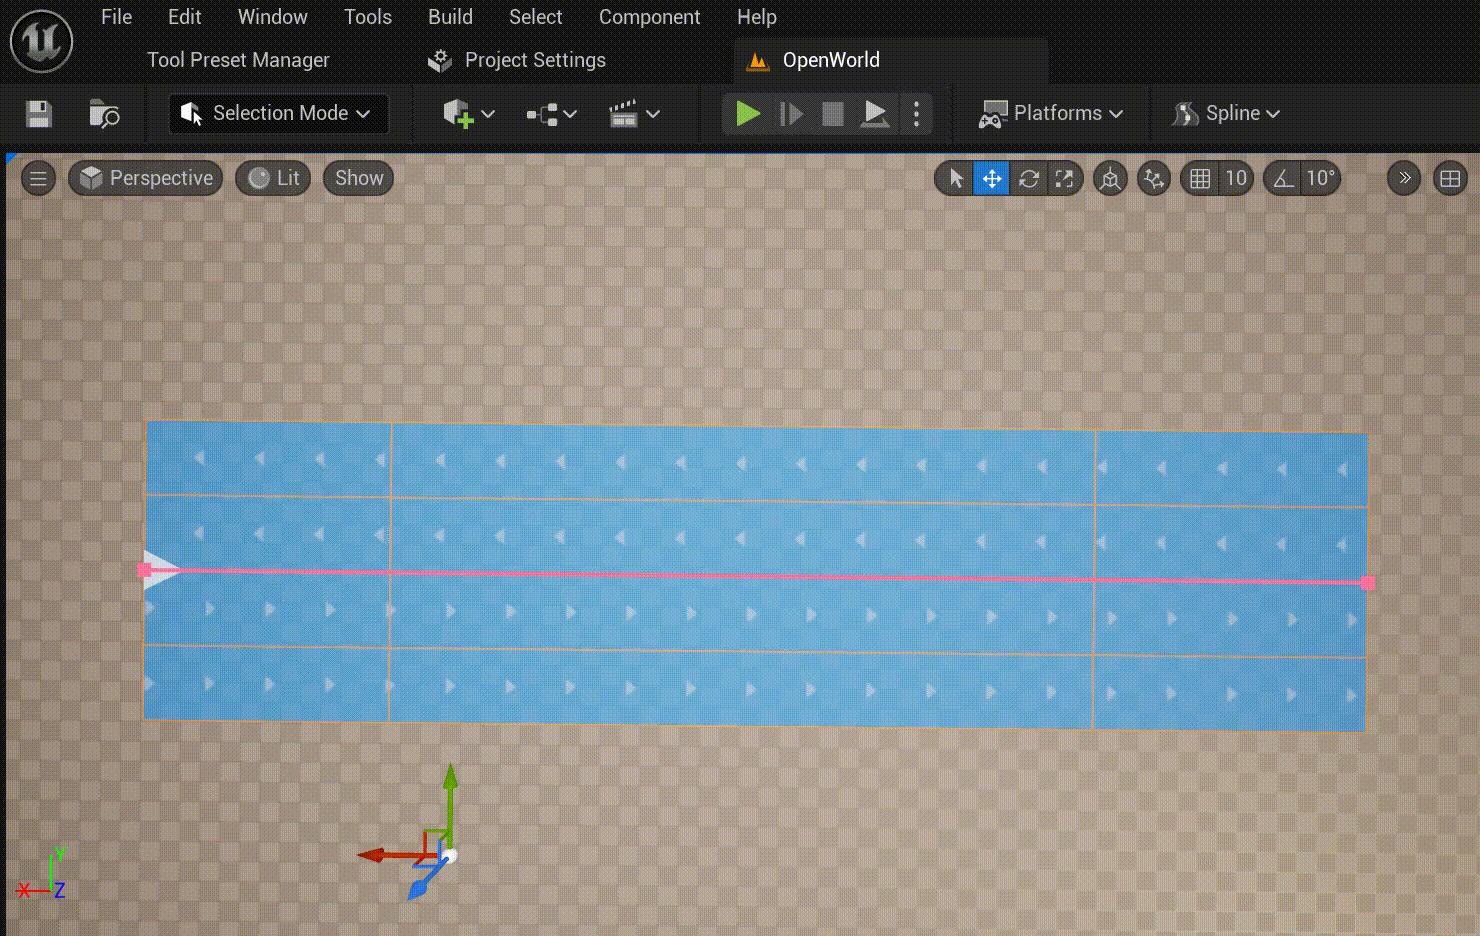 File Edit Window Tools Build Select Component Help
Tool Preset Manager Project Settings OpenWorld
Selection Mode Platforms Spline
Perspective Lit Show 10 10°
Y
X Z